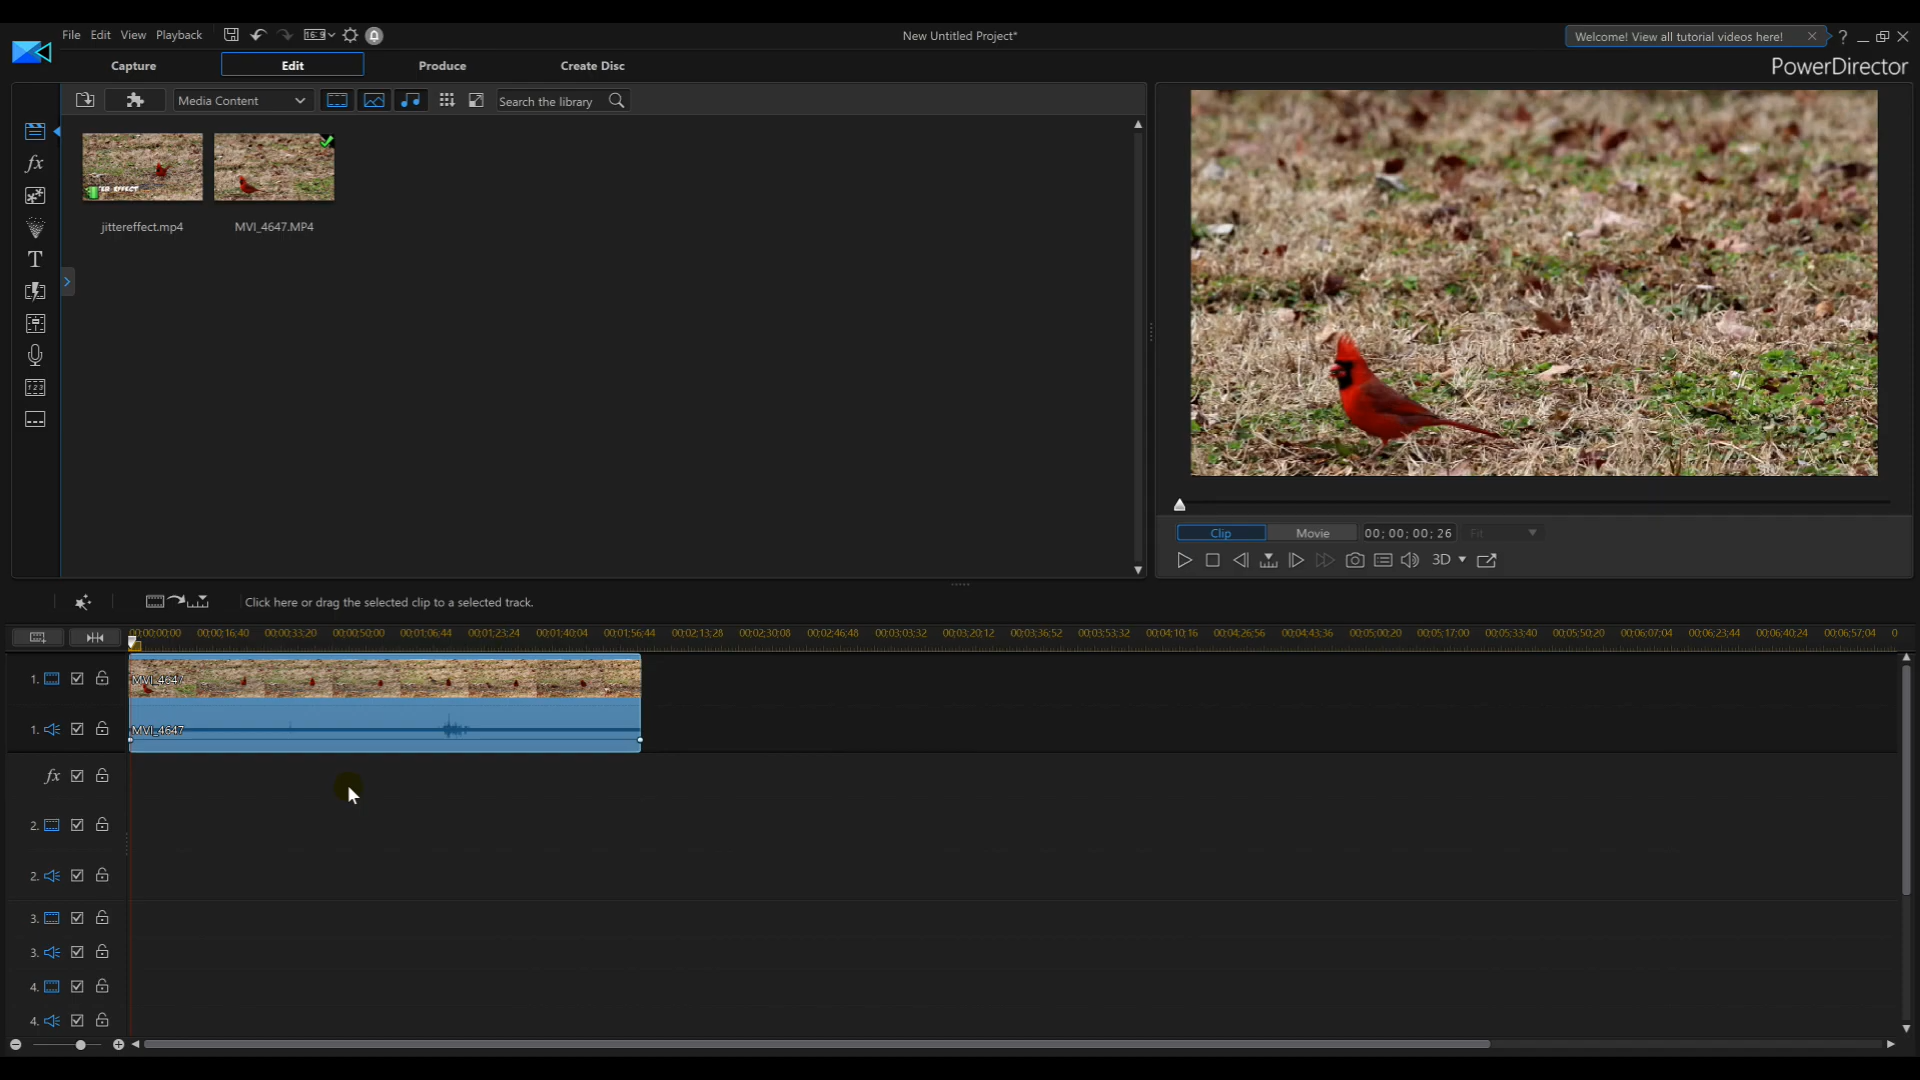 File Edit View Playback 16:9 New Untitled Project* Welcome! View all tutorial videos here! ?
Capture Edit Produce Create Disc PowerDirector
Media Content Search the library
jittereffect.mp4 MVI_4647.MP4
fx
T
Clip Movie 00; 00; 00; 26 Fit
3D
Click here or drag the selected clip to a selected track.
00;00;00;00 00;00;16;40 00;00;33;20 00;00;50;00 00;01;06;44 00;01;23;24 00;01;40;04 00;01;56;44 00;02;13;28 00;02;30;08 00;02;46;48 00;03;03;32 00;03;20;12 00;03;36;52 00;03;53;32 00;04;10;16 00;04;26;56 00;04;43;36 00;05;00;20 00;05;17;00 00;05;33;40 00;05;50;20 00;06;07;04 00;06;23;44 00;06;40;24 00;06;57;04 0
1. MVI_4647
1. MVI_4647
fx
2.
2.
3.
3.
4.
4.